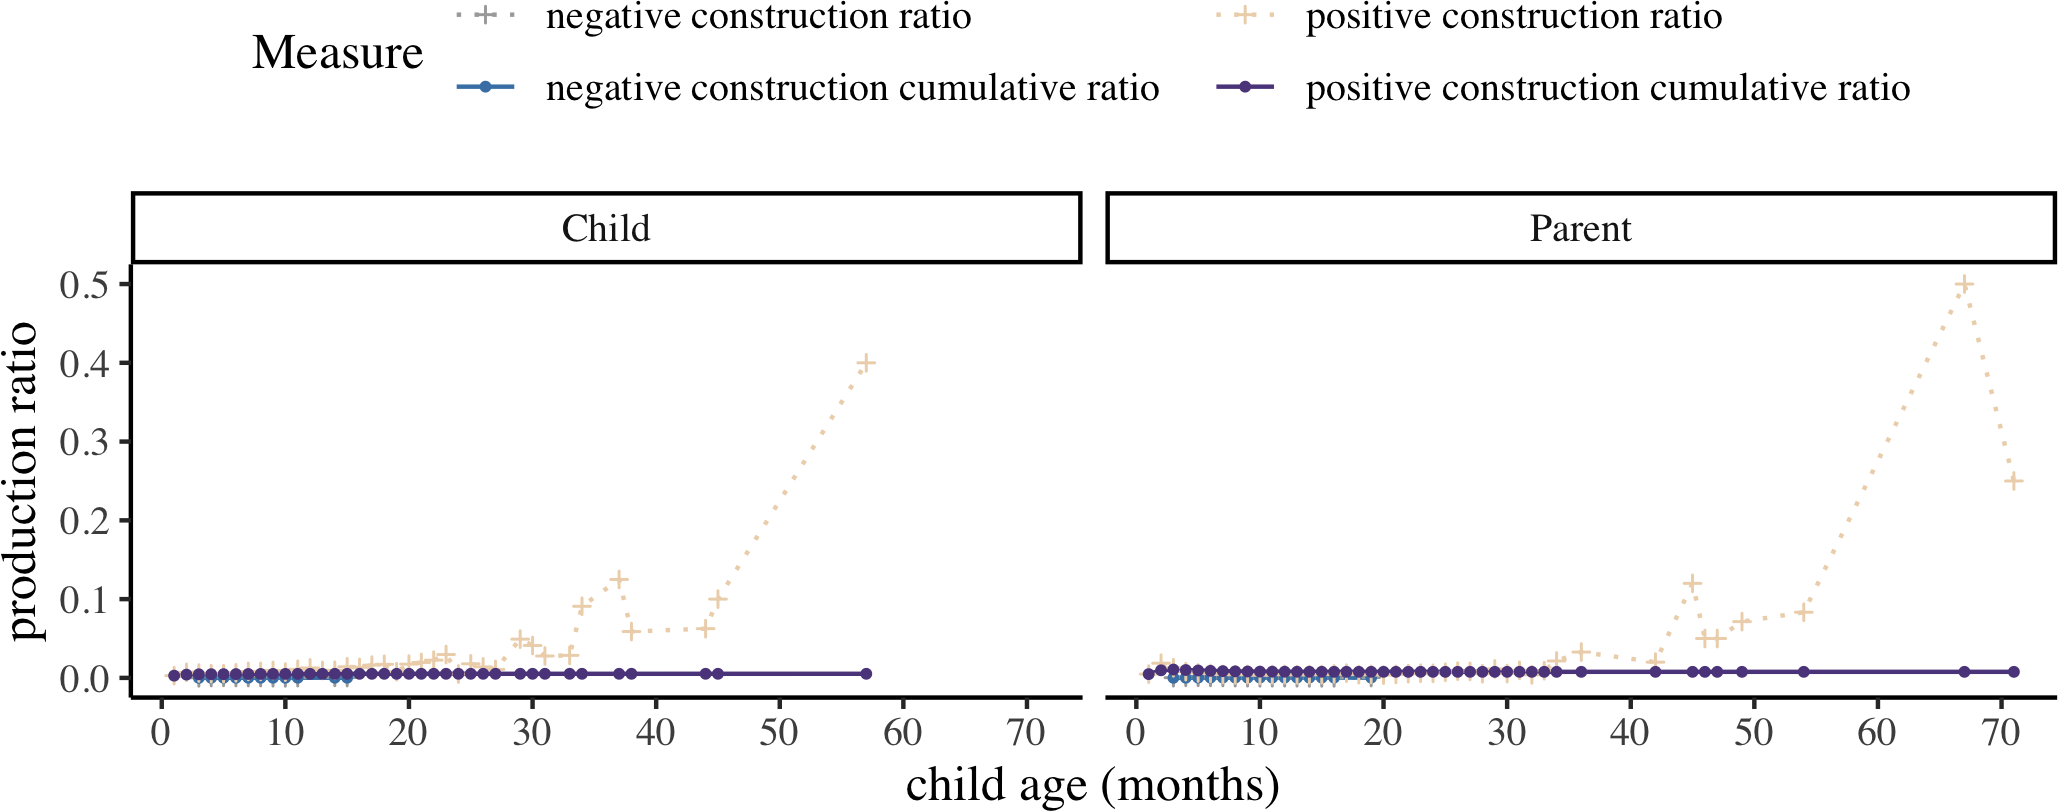 Measure
negative construction ratio
positive construction ratio
negative construction cumulative ratio
positive construction cumulative ratio
Child
Parent
production ratio
0.5
0.4
0.3
0.2
0.1
0.0
0 10 20 30 40 50 60 70
0 10 20 30 40 50 60 70
child age (months)